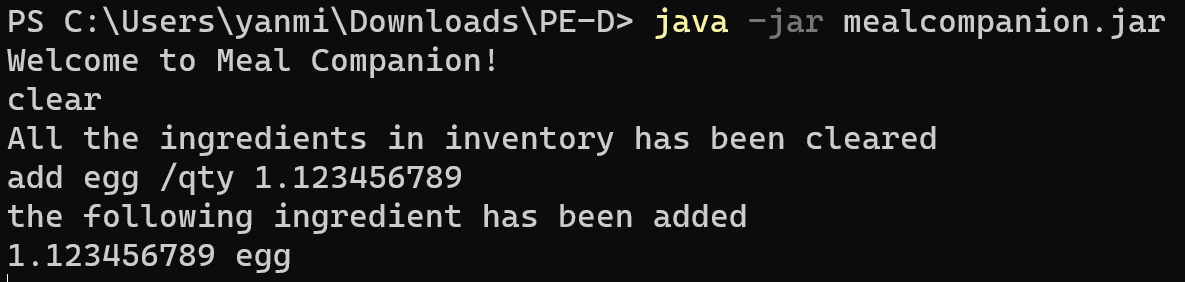 PS C:\Users\yanmi\Downloads\PE-D> java -jar mealcompanion.jar
Welcome to Meal Companion!
clear
All the ingredients in inventory has been cleared
add egg /qty 1.123456789
the following ingredient has been added
1.123456789 egg